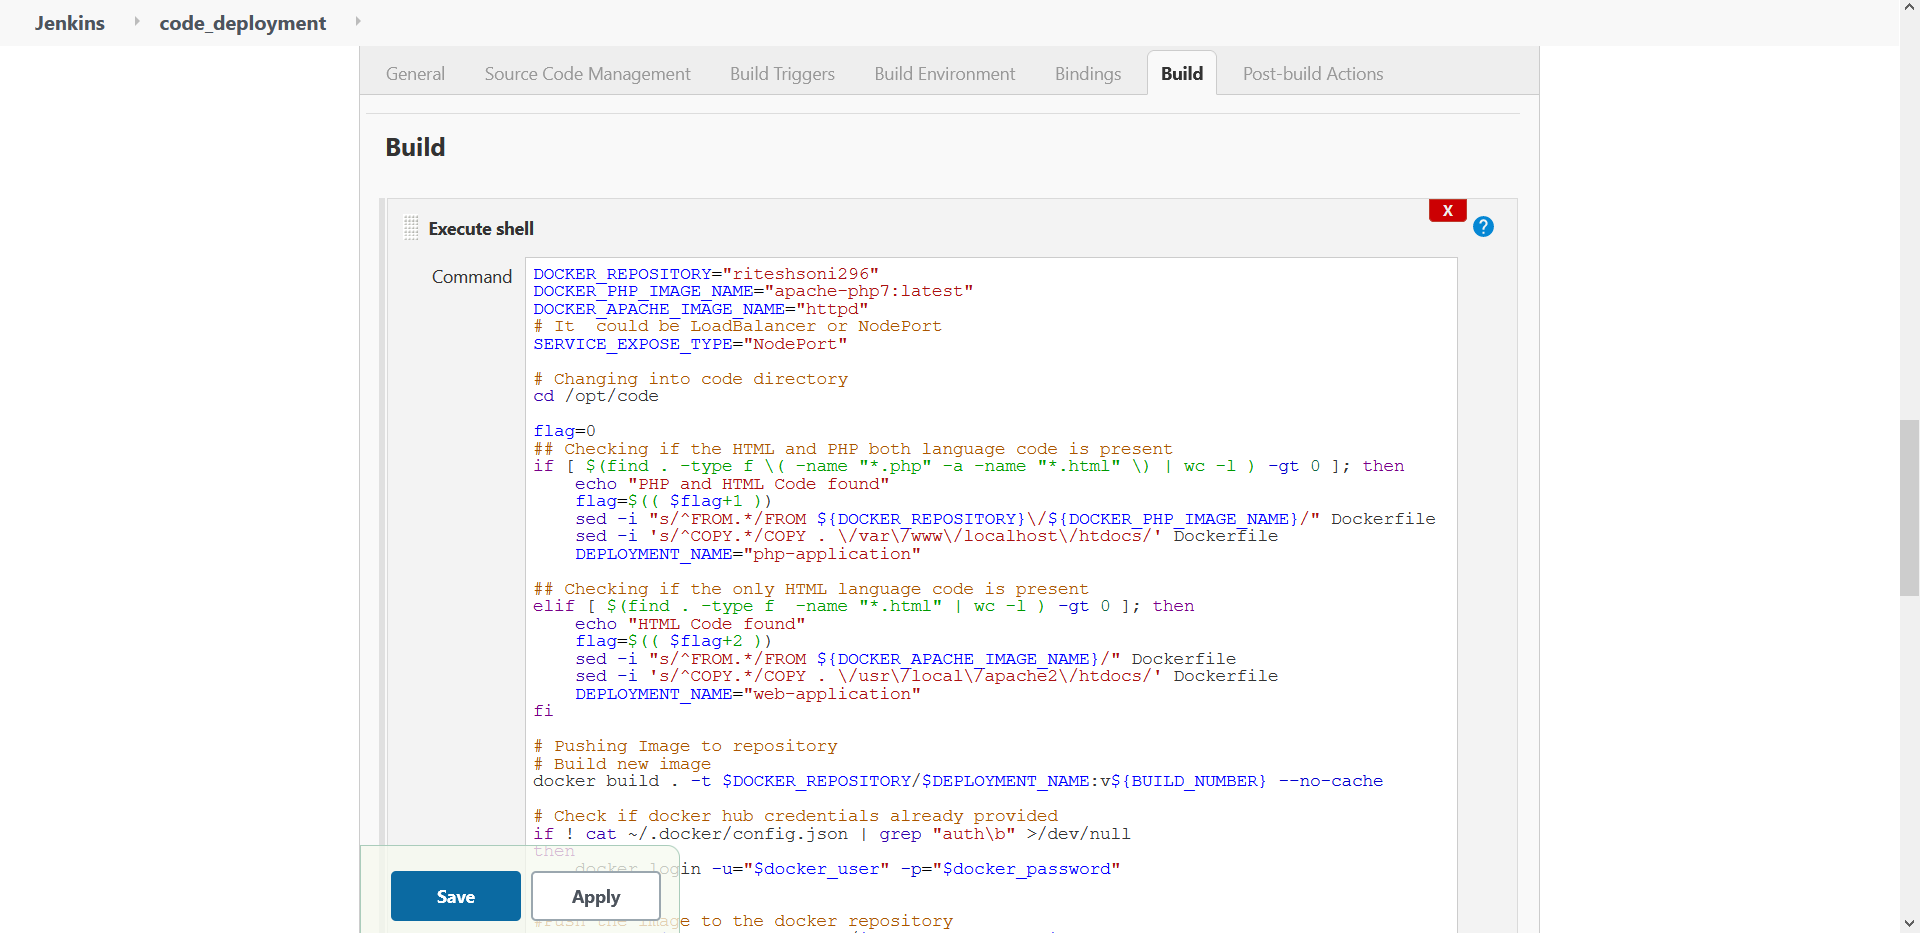 Jenkins code_deployment
General Source Code Management Build Triggers Build Environment Bindings Build Post-build Actions
Build
X
?
Execute shell
Command
DOCKER_REPOSITORY="riteshsoni296"
DOCKER_PHP_IMAGE_NAME="apache-php7:latest"
DOCKER_APACHE_IMAGE_NAME="httpd"
# It  could be LoadBalancer or NodePort
SERVICE_EXPOSE_TYPE="NodePort"
# Changing into code directory
cd /opt/code
flag=0
## Checking if the HTML and PHP both language code is present
if [ $(find . -type f \( -name "*.php" -a -name "*.html" \) | wc -l ) -gt 0 ]; then
    echo "PHP and HTML Code found"
    flag=$(( $flag+1 ))
    sed -i "s/^FROM.*/FROM ${DOCKER_REPOSITORY}\/${DOCKER_PHP_IMAGE_NAME}/" Dockerfile
    sed -i 's/^COPY.*/COPY . \/var\/www\/localhost\/htdocs/' Dockerfile
    DEPLOYMENT_NAME="php-application"
## Checking if the only HTML language code is present
elif [ $(find . -type f  -name "*.html" | wc -l ) -gt 0 ]; then
    echo "HTML Code found"
    flag=$(( $flag+2 ))
    sed -i "s/^FROM.*/FROM ${DOCKER_APACHE_IMAGE_NAME}/" Dockerfile
    sed -i 's/^COPY.*/COPY . \/usr\/local\/apache2\/htdocs/' Dockerfile
    DEPLOYMENT_NAME="web-application"
fi
# Pushing Image to repository
# Build new image
docker build . -t $DOCKER_REPOSITORY/$DEPLOYMENT_NAME:v${BUILD_NUMBER} --no-cache
# Check if docker hub credentials already provided
if ! cat ~/.docker/config.json | grep "auth\b" >/dev/null
then
    docker login -u="$docker_user" -p="$docker_password"
Save Apply
#Push the image to the docker repository